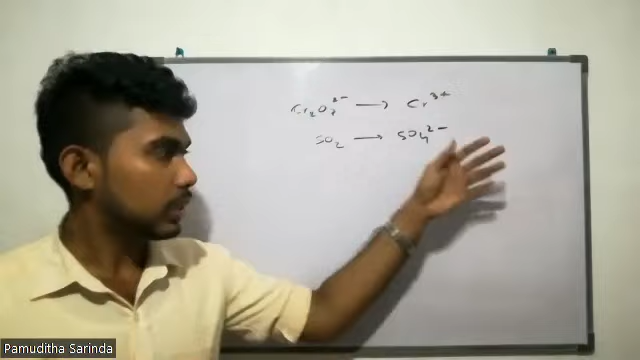 Cr₂O₇²⁻ → Cr³⁺
SO₂ → SO₄²⁻
Pamuditha Sarinda